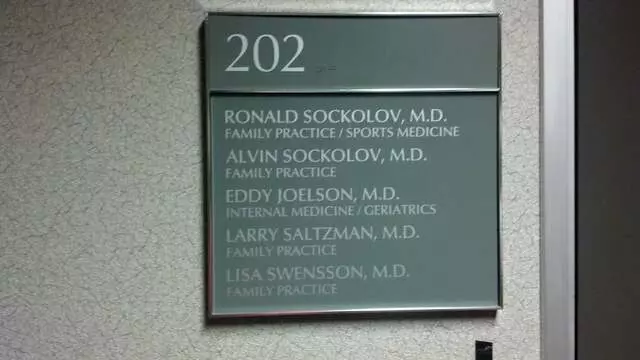 202
RONALD SOCKOLOV, M.D.
FAMILY PRACTICE / SPORTS MEDICINE
ALVIN SOCKOLOV, M.D.
FAMILY PRACTICE
EDDY JOELSON, M.D.
INTERNAL MEDICINE / GERIATRICS
LARRY SALTZMAN, M.D.
FAMILY PRACTICE
LISA SWENSSON, M.D.
FAMILY PRACTICE